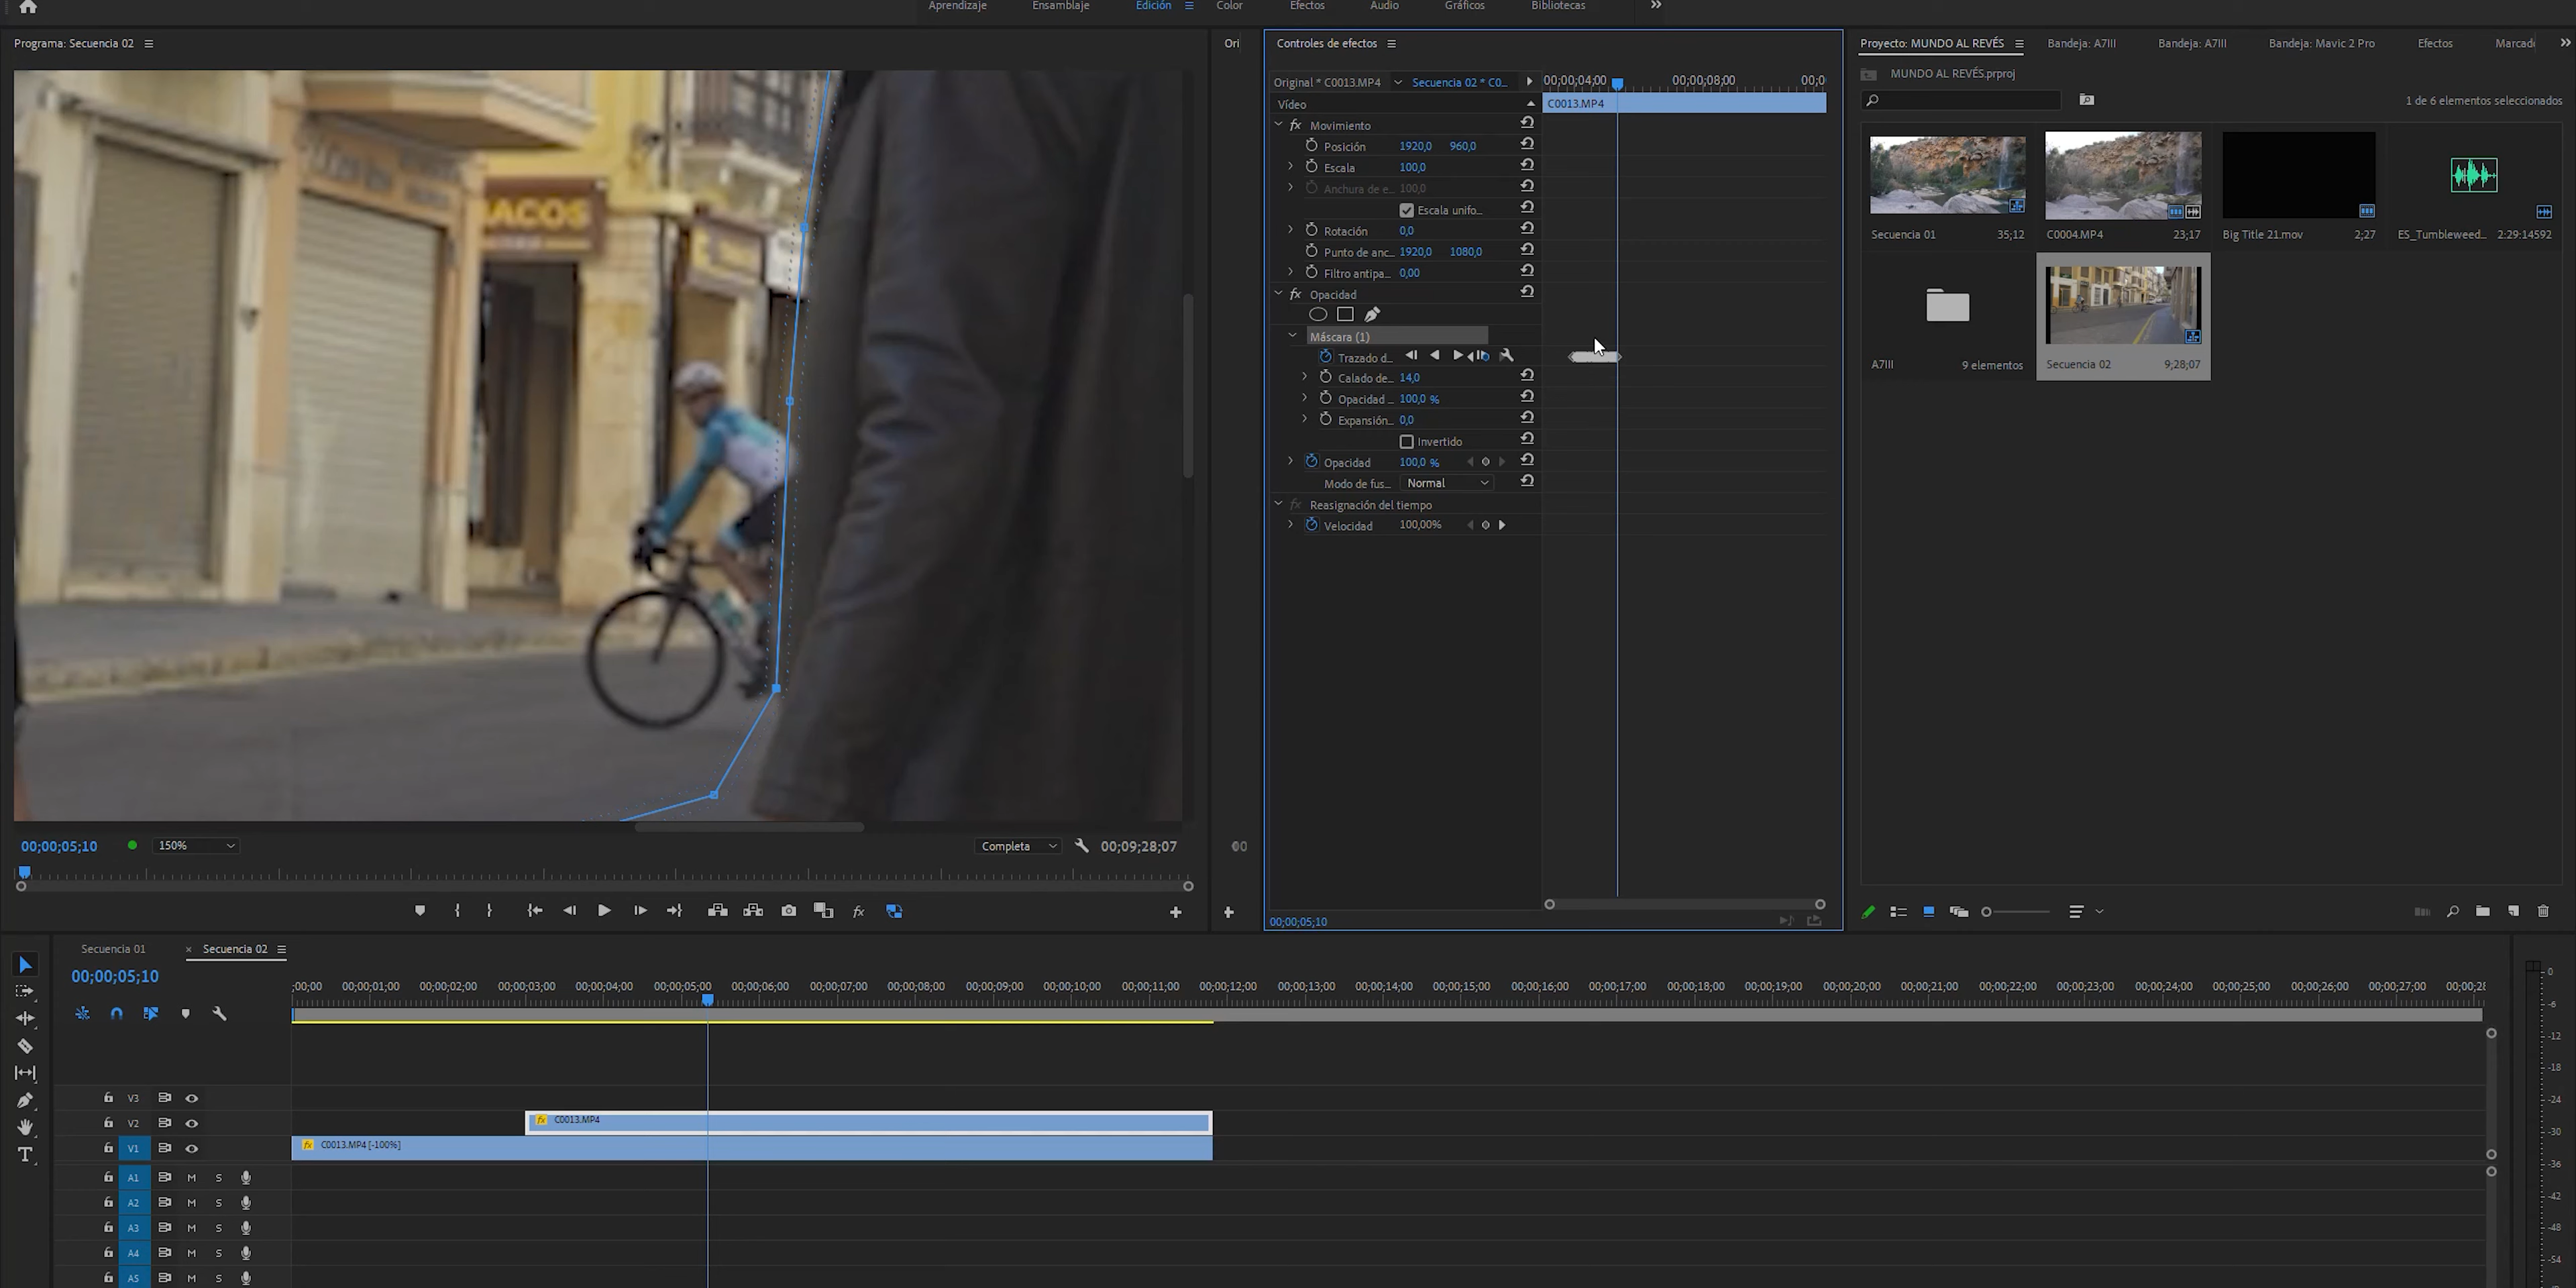 Aprendizaje Ensamblaje Edición Color Efectos Audio Gráficos Bibliotecas
Programa: Secuencia 02
Ori
Controles de efectos
Proyecto: MUNDO AL REVÉS Bandeja: A7III Bandeja: A7III Bandeja: Mavic 2 Pro Efectos Marcad
MUNDO AL REVÉS.prproj
1 de 6 elementos seleccionados
Original * C0013.MP4 Secuencia 02 * C0... 00;00;04;00 00;00;08;00 00;0
Vídeo C0013.MP4
fx Movimiento
Posición 1920,0 960,0
Escala 100,0
Anchura de e... 100,0
Escala unifo...
Rotación 0,0
Punto de anc... 1920,0 1080,0
Filtro antipa... 0,00
fx Opacidad
Máscara (1)
Trazado d...
Calado de... 14,0
Opacidad ... 100,0 %
Expansión... 0,0
Invertido
Opacidad 100,0 %
Modo de fus... Normal
fx Reasignación del tiempo
Velocidad 100,00%
00;00;05;10
ACOS
Secuencia 01 35;12
C0004.MP4 23;17
Big Title 21.mov 2;27
ES_Tumbleweed... 2:29:14592
A7III 9 elementos
Secuencia 02 9;28;07
00;00;05;10 150% Completa 00;09;28;07
fx
Secuencia 01 × Secuencia 02
00;00;05;10
;00;00 00;00;01;00 00;00;02;00 00;00;03;00 00;00;04;00 00;00;05;00 00;00;06;00 00;00;07;00 00;00;08;00 00;00;09;00 00;00;10;00 00;00;11;00 00;00;12;00 00;00;13;00 00;00;14;00 00;00;15;00 00;00;16;00 00;00;17;00 00;00;18;00 00;00;19;00 00;00;20;00 00;00;21;00 00;00;22;00 00;00;23;00 00;00;24;00 00;00;25;00 00;00;26;00 00;00;27;00 00;00;28
V3
V2 fx C0013.MP4
V1 fx C0013.MP4 [-100%]
A1 M S
A2 M S
A3 M S
A4 M S
A5 M S
0
-6
-12
-18
-24
-30
-36
-42
-48
-54